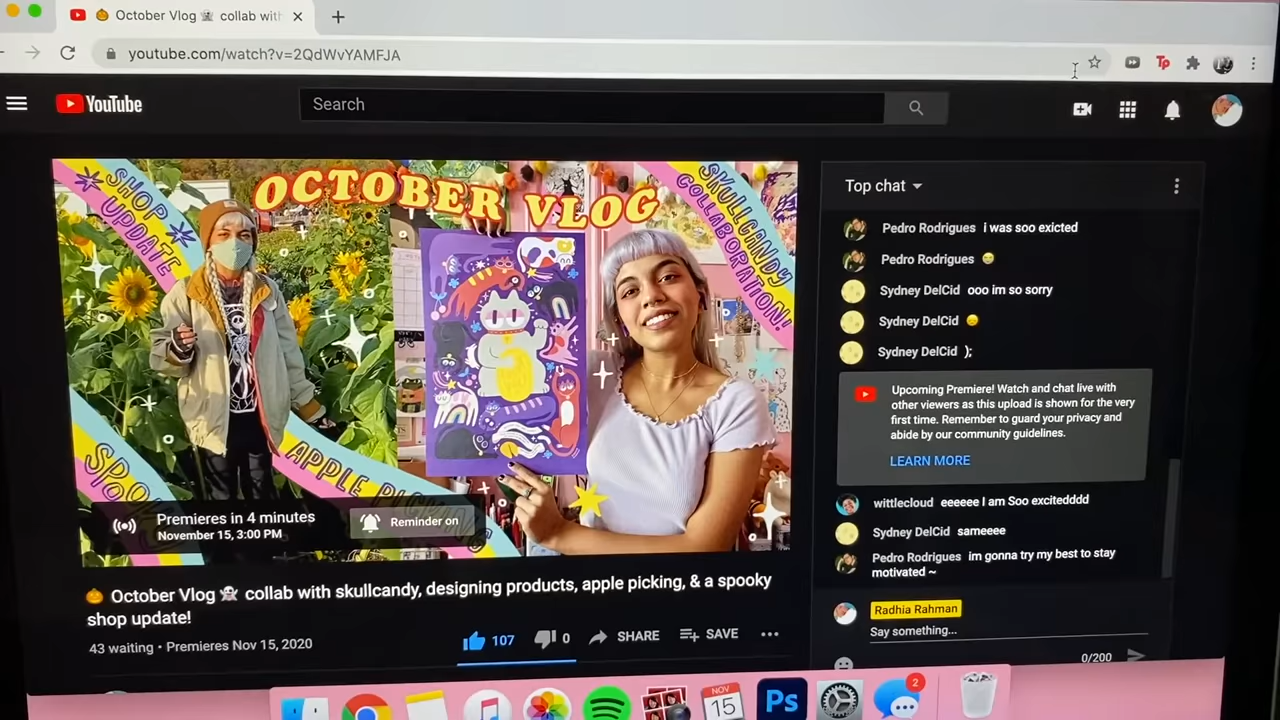 🎃 October Vlog 👻 collab with
youtube.com/watch?v=2QdWvYAMFJA
Tp
YouTube
Search
SHOP UPDATE
OCTOBER VLOG
SKULLCANDY COLLABORATION!
APPLE PICKING
Premieres in 4 minutes
November 15, 3:00 PM
Reminder on
🎃 October Vlog 👻 collab with skullcandy, designing products, apple picking, & a spooky
shop update!
43 waiting • Premieres Nov 15, 2020
107
0
SHARE
SAVE
Top chat
Pedro Rodrigues i was soo exicted
Pedro Rodrigues 😂
Sydney DelCid ooo im so sorry
Sydney DelCid 😞
Sydney DelCid );
Upcoming Premiere! Watch and chat live with
other viewers as this upload is shown for the very
first time. Remember to guard your privacy and
abide by our community guidelines.
LEARN MORE
wittlecloud eeeeee I am Soo excitedddd
Sydney DelCid sameeee
Pedro Rodrigues im gonna try my best to stay
motivated ~
Radhia Rahman
Say something...
0/200
NOV
15
Ps
2